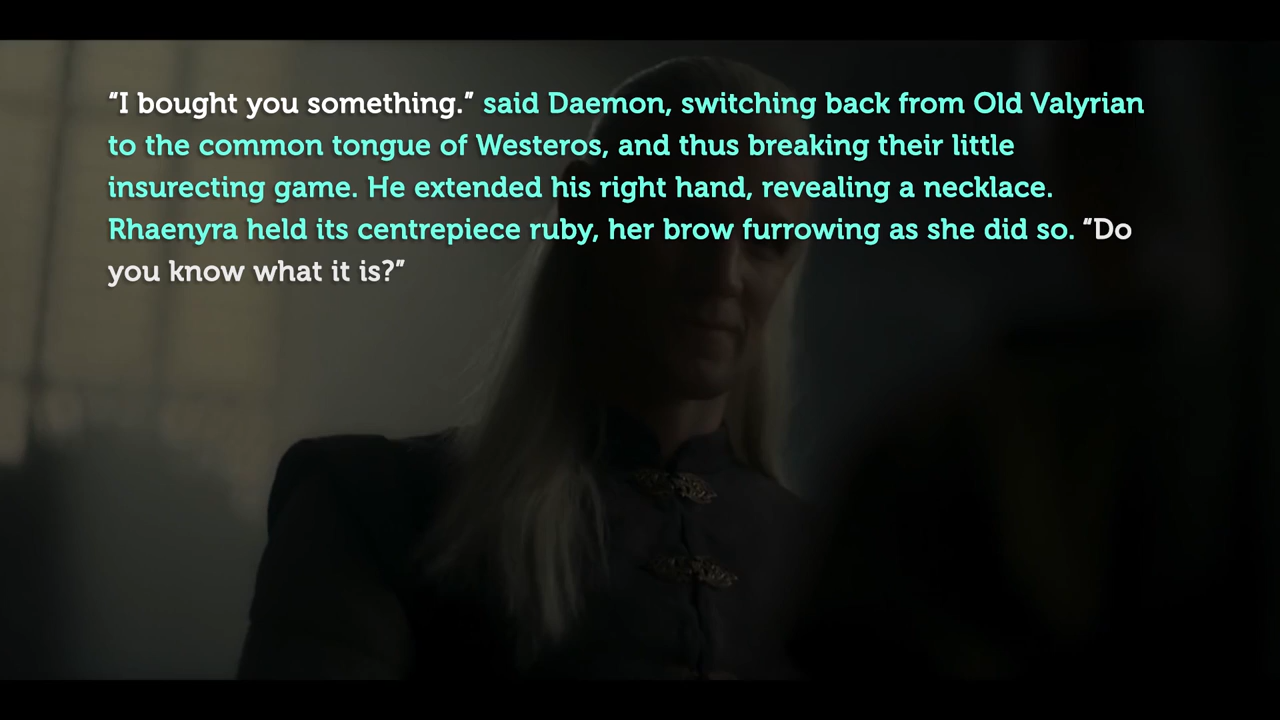 “I bought you something.” said Daemon, switching back from Old Valyrian
to the common tongue of Westeros, and thus breaking their little
insurecting game. He extended his right hand, revealing a necklace.
Rhaenyra held its centrepiece ruby, her brow furrowing as she did so. “Do
you know what it is?”